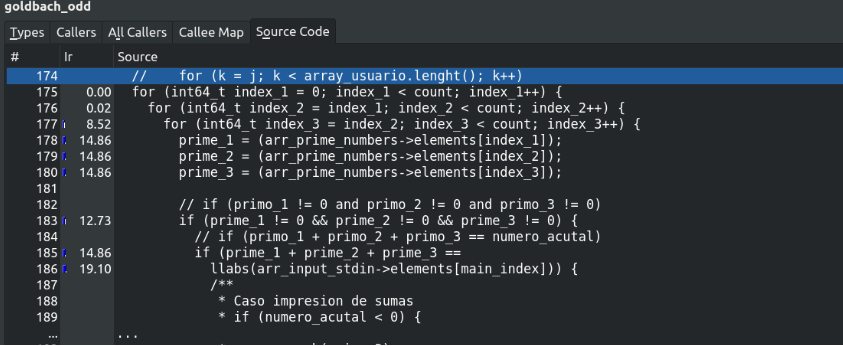 goldbach_odd
Types Callers All Callers Callee Map Source Code
# Ir Source
174 // for (k = j; k < array_usuario.lenght(); k++)
175 0.00 for (int64_t index_1 = 0; index_1 < count; index_1++) {
176 0.02 for (int64_t index_2 = index_1; index_2 < count; index_2++) {
177 8.52 for (int64_t index_3 = index_2; index_3 < count; index_3++) {
178 14.86 prime_1 = (arr_prime_numbers->elements[index_1]);
179 14.86 prime_2 = (arr_prime_numbers->elements[index_2]);
180 14.86 prime_3 = (arr_prime_numbers->elements[index_3]);
181
182 // if (primo_1 != 0 and primo_2 != 0 and primo_3 != 0)
183 12.73 if (prime_1 != 0 && prime_2 != 0 && prime_3 != 0) {
184 // if (primo_1 + primo_2 + primo_3 == numero_acutal)
185 14.86 if (prime_1 + prime_2 + prime_3 ==
186 19.10 llabs(arr_input_stdin->elements[main_index])) {
187 /**
188 * Caso impresion de sumas
189 * if (numero_acutal < 0) {
... ...